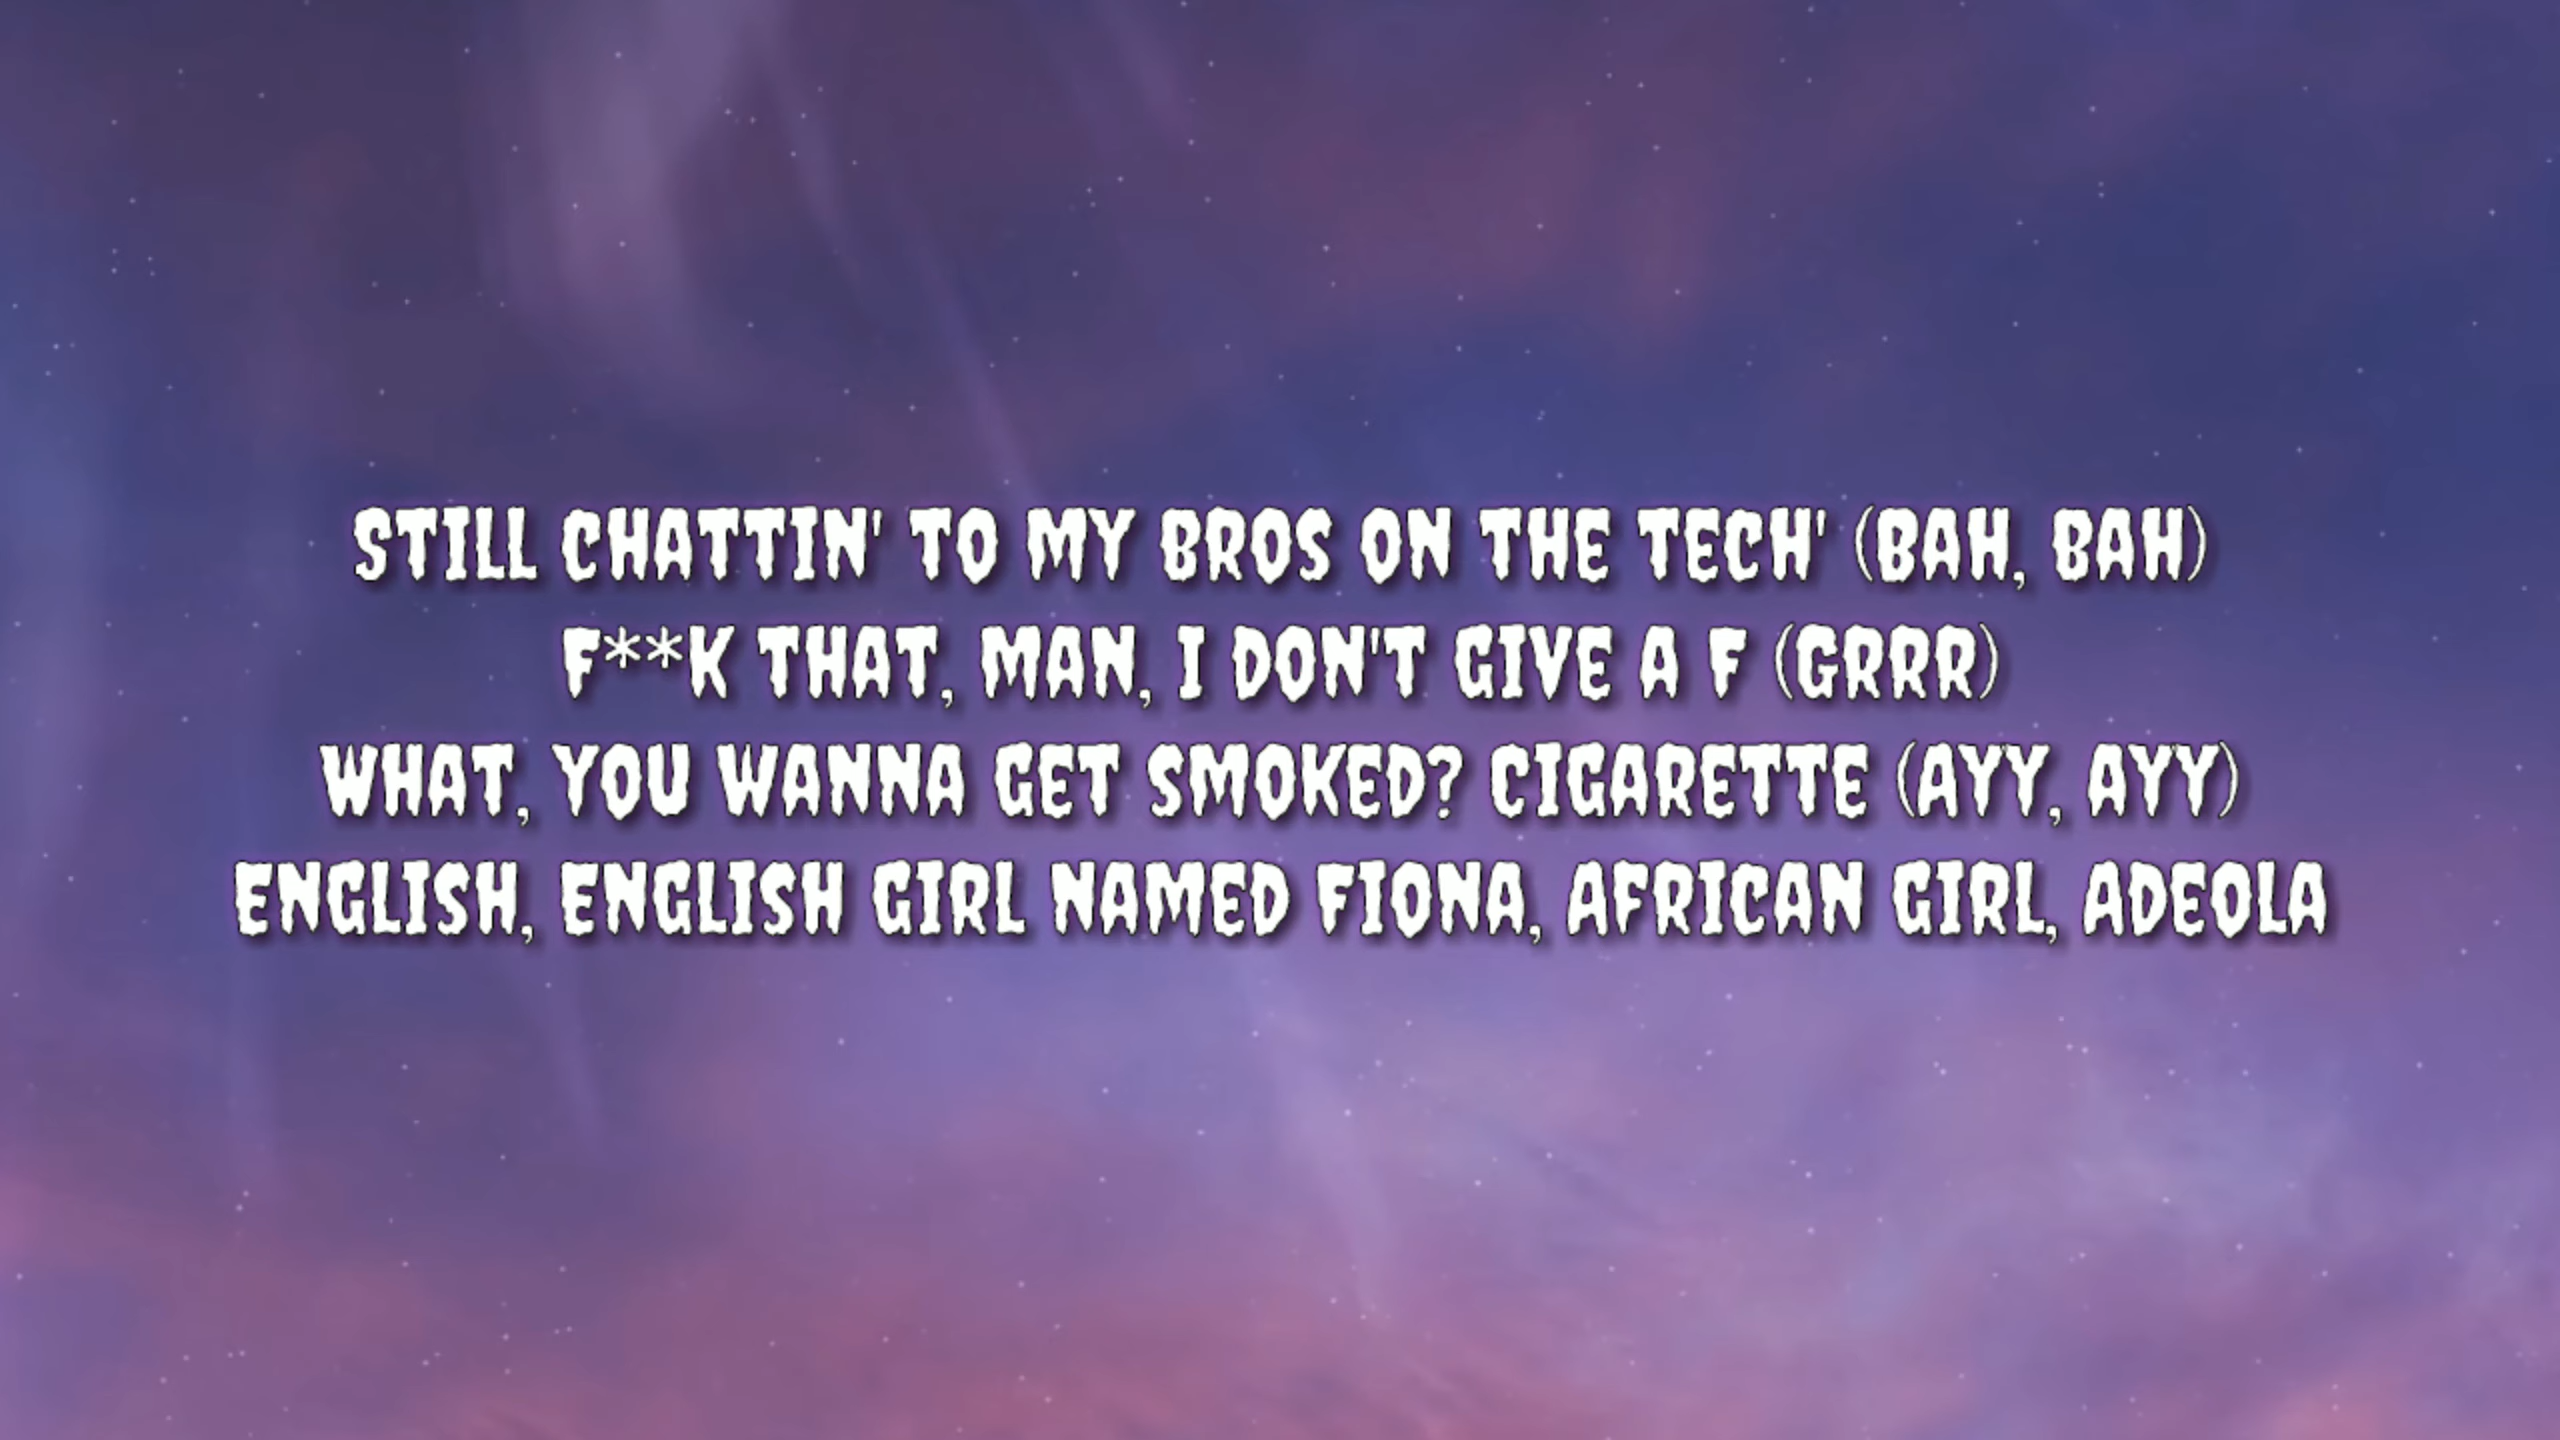 STILL CHATTIN' TO MY BROS ON THE TECH' (BAH, BAH)
F**K THAT, MAN, I DON'T GIVE A F (GRRR)
WHAT, YOU WANNA GET SMOKED? CIGARETTE (AYY, AYY)
ENGLISH, ENGLISH GIRL NAMED FIONA, AFRICAN GIRL, ADEOLA